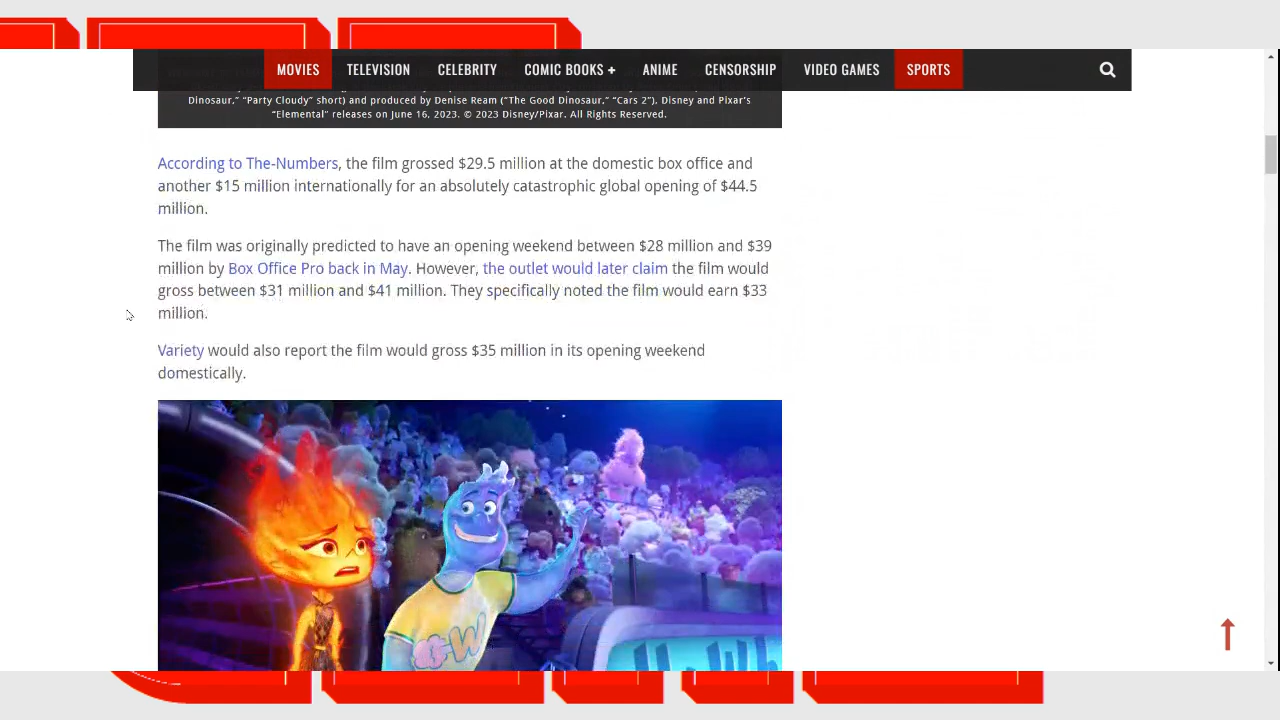 MOVIES TELEVISION CELEBRITY COMIC BOOKS + ANIME CENSORSHIP VIDEO GAMES SPORTS
Dinosaur,” “Party Cloudy” short) and produced by Denise Ream (“The Good Dinosaur,” “Cars 2”), Disney and Pixar’s
“Elemental” releases on June 16, 2023. © 2023 Disney/Pixar. All Rights Reserved.
According to The-Numbers, the film grossed $29.5 million at the domestic box office and
another $15 million internationally for an absolutely catastrophic global opening of $44.5
million.
The film was originally predicted to have an opening weekend between $28 million and $39
million by Box Office Pro back in May. However, the outlet would later claim the film would
gross between $31 million and $41 million. They specifically noted the film would earn $33
million.
Variety would also report the film would gross $35 million in its opening weekend
domestically.